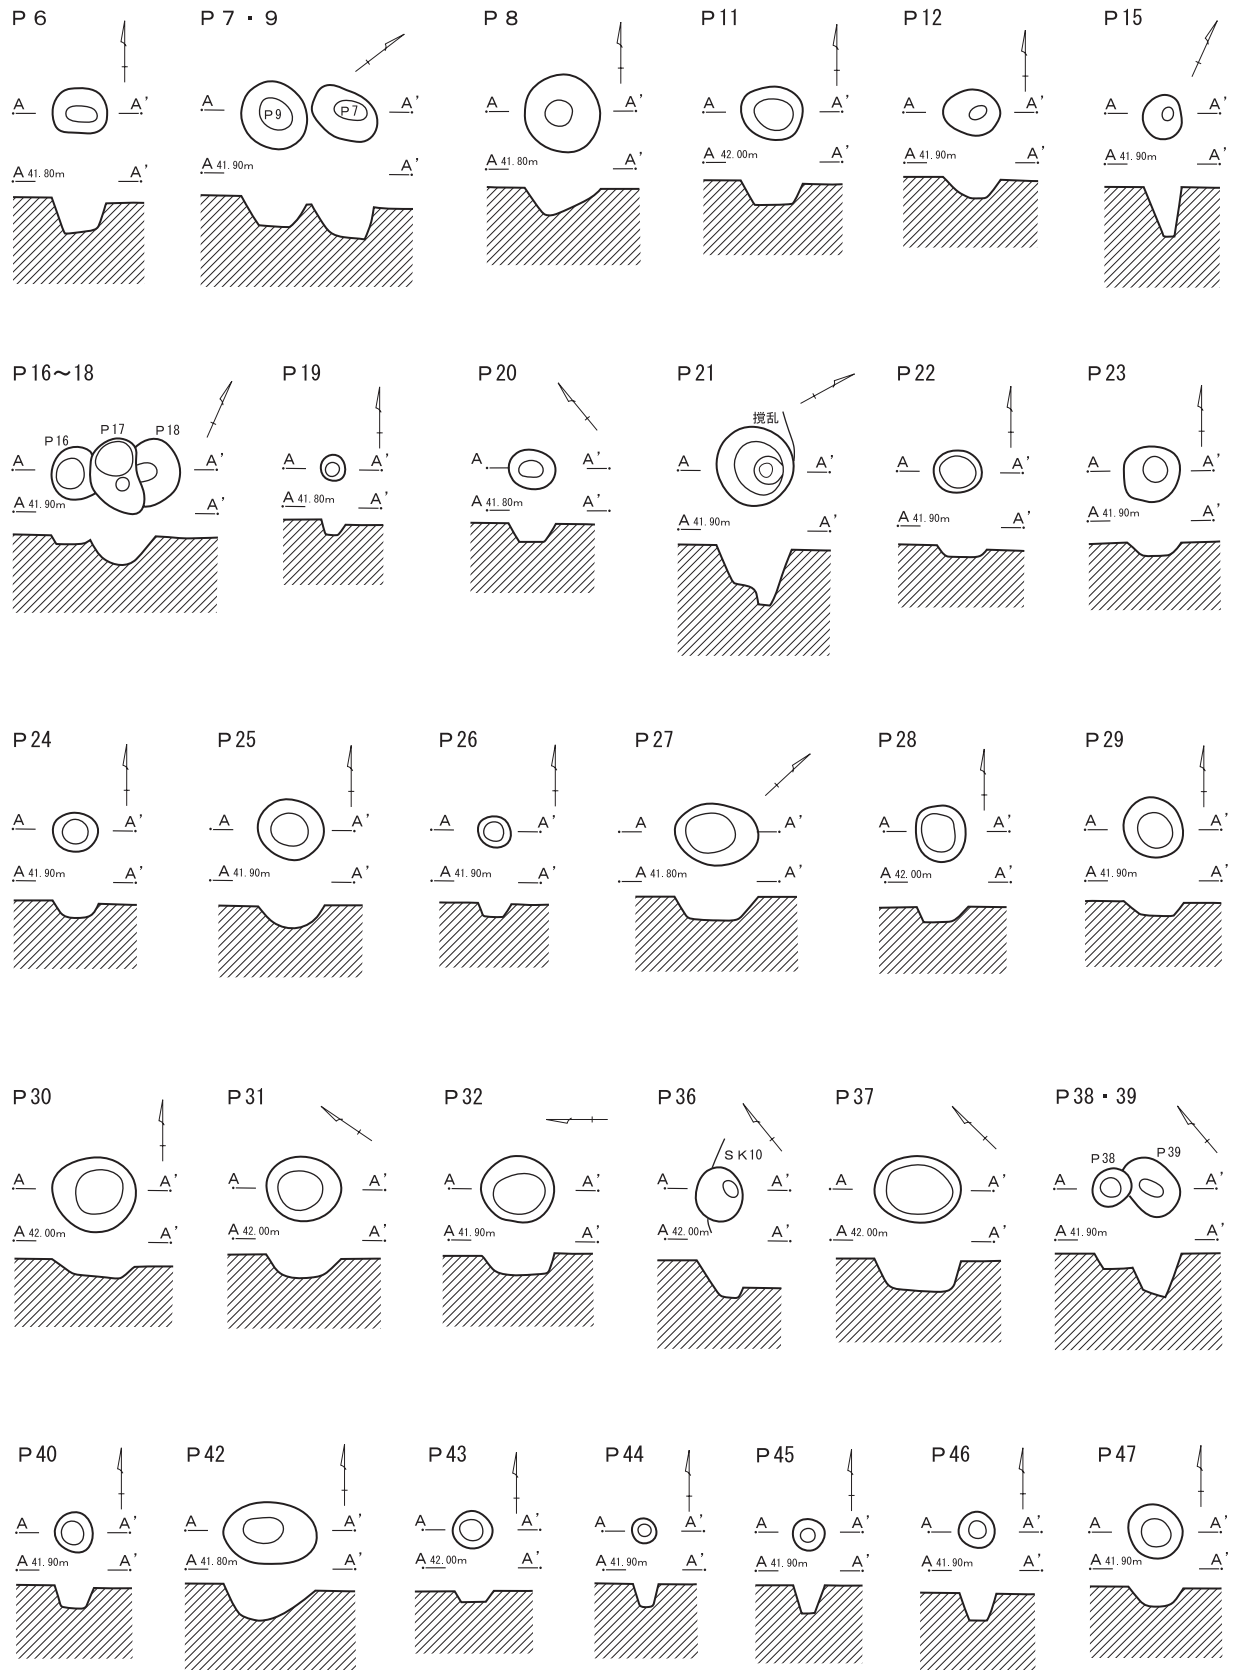 P6 P7・9 P8 P11 P12 P15
A A' A P9 P7 A' A A' A A' A A' A A'
A 41.80m A' A 41.90m A' A 41.80m A' A 42.00m A' A 41.90m A' A 41.90m A'
P16～18 P19 P20 P21 P22 P23
撹乱
P16 P17 P18
A A' A A' A A' A A' A A' A A'
A 41.90m A' A 41.80m A' A 41.80m A' A 41.90m A' A 41.90m A' A 41.90m A'
P24 P25 P26 P27 P28 P29
A A' A A' A A' A A' A A' A A'
A 41.90m A' A 41.90m A' A 41.90m A' A 41.80m A' A 42.00m A' A 41.90m A'
P30 P31 P32 P36 P37 P38・39
SK10 P38 P39
A A' A A' A A' A A' A A' A A'
A 42.00m A' A 42.00m A' A 41.90m A' A 42.00m A' A 42.00m A' A 41.90m A'
P40 P42 P43 P44 P45 P46 P47
A A' A A' A A' A A' A A' A A' A A'
A 41.90m A' A 41.80m A' A 42.00m A' A 41.90m A' A 41.90m A' A 41.90m A' A 41.90m A'